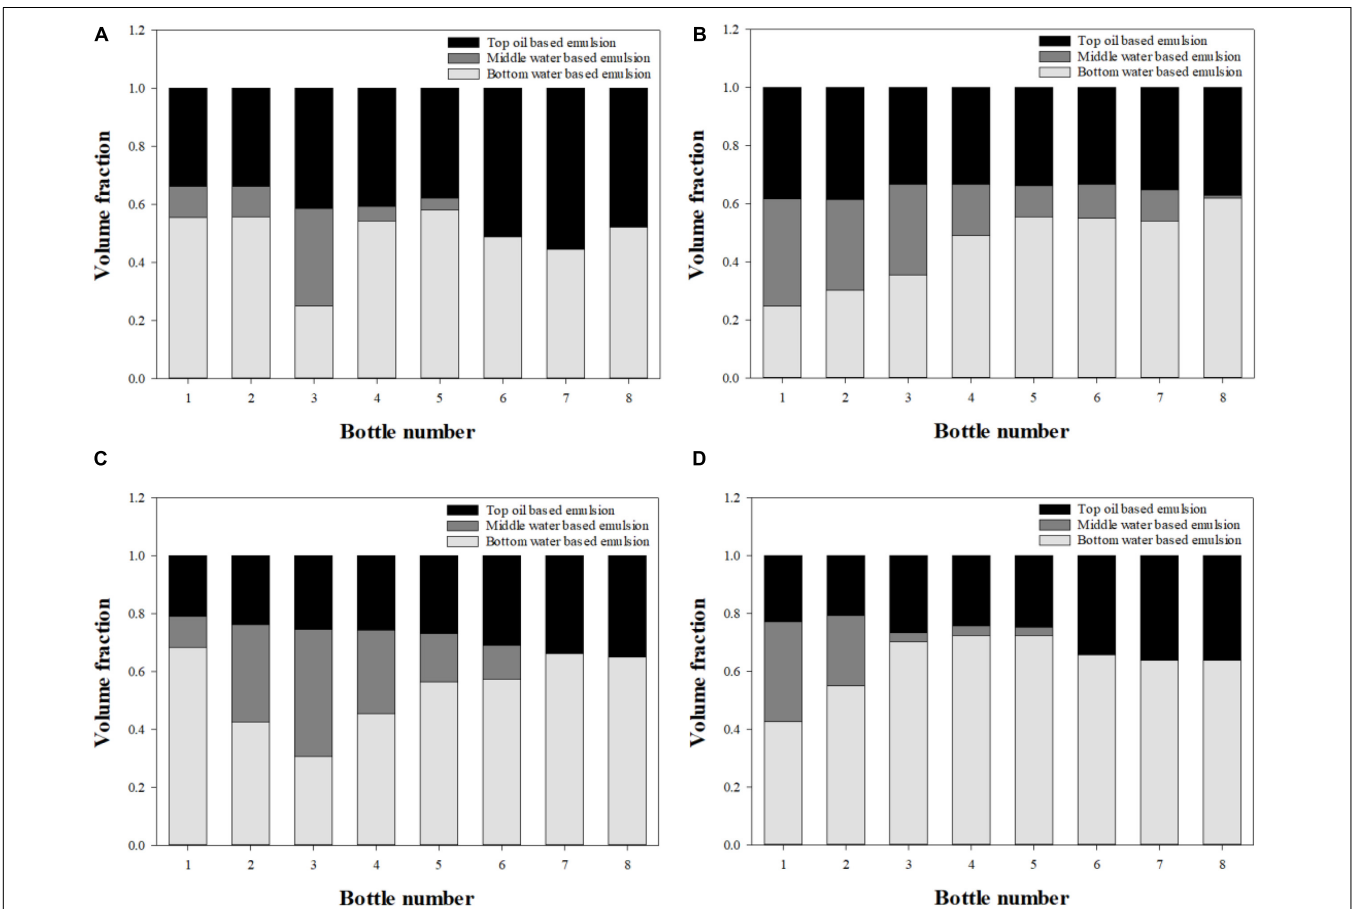 A
1.2
Top oil based emulsion
Middle water based emulsion
Bottom water based emulsion
1.0
0.8
0.6
0.4
0.2
0.0
Volume fraction
1 2 3 4 5 6 7 8
Bottle number
B
1.2
Top oil based emulsion
Middle water based emulsion
Bottom water based emulsion
1.0
0.8
0.6
0.4
0.2
0.0
Volume fraction
1 2 3 4 5 6 7 8
Bottle number
C
1.2
Top oil based emulsion
Middle water based emulsion
Bottom water based emulsion
1.0
0.8
0.6
0.4
0.2
0.0
Volume fraction
1 2 3 4 5 6 7 8
Bottle number
D
1.2
Top oil based emulsion
Middle water based emulsion
Bottom water based emulsion
1.0
0.8
0.6
0.4
0.2
0.0
Volume fraction
1 2 3 4 5 6 7 8
Bottle number